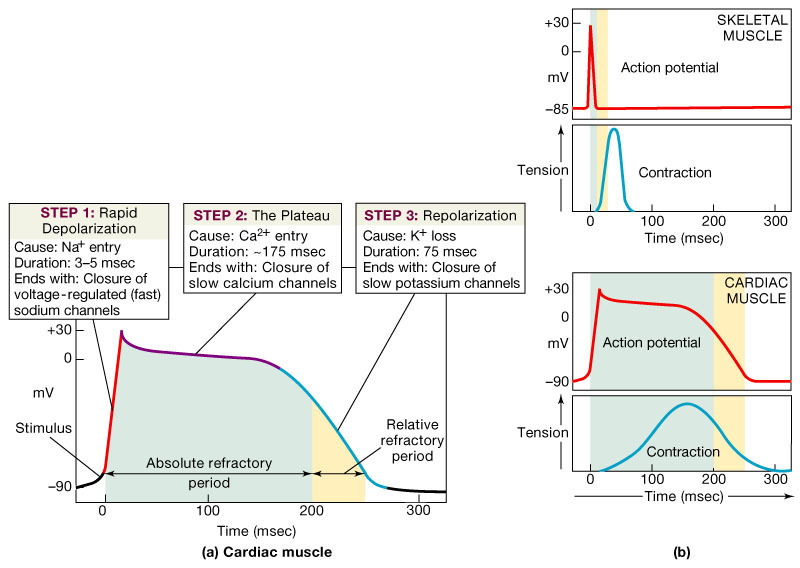 STEP 1: Rapid
Depolarization
Cause: Na+ entry
Duration: 3–5 msec
Ends with: Closure of
voltage-regulated (fast)
sodium channels
STEP 2: The Plateau
Cause: Ca2+ entry
Duration: ~175 msec
Ends with: Closure of
slow calcium channels
STEP 3: Repolarization
Cause: K+ loss
Duration: 75 msec
Ends with: Closure of
slow potassium channels
+30
0
mV
Stimulus
–90
Absolute refractory
period
Relative
refractory
period
0
100
200
300
Time (msec)
(a) Cardiac muscle
SKELETAL
MUSCLE
+30
0
mV
–85
Action potential
Tension
Contraction
0
100
200
300
Time (msec)
CARDIAC
MUSCLE
+30
0
mV
–90
Action potential
Tension
Contraction
0
100
200
300
Time (msec)
(b)